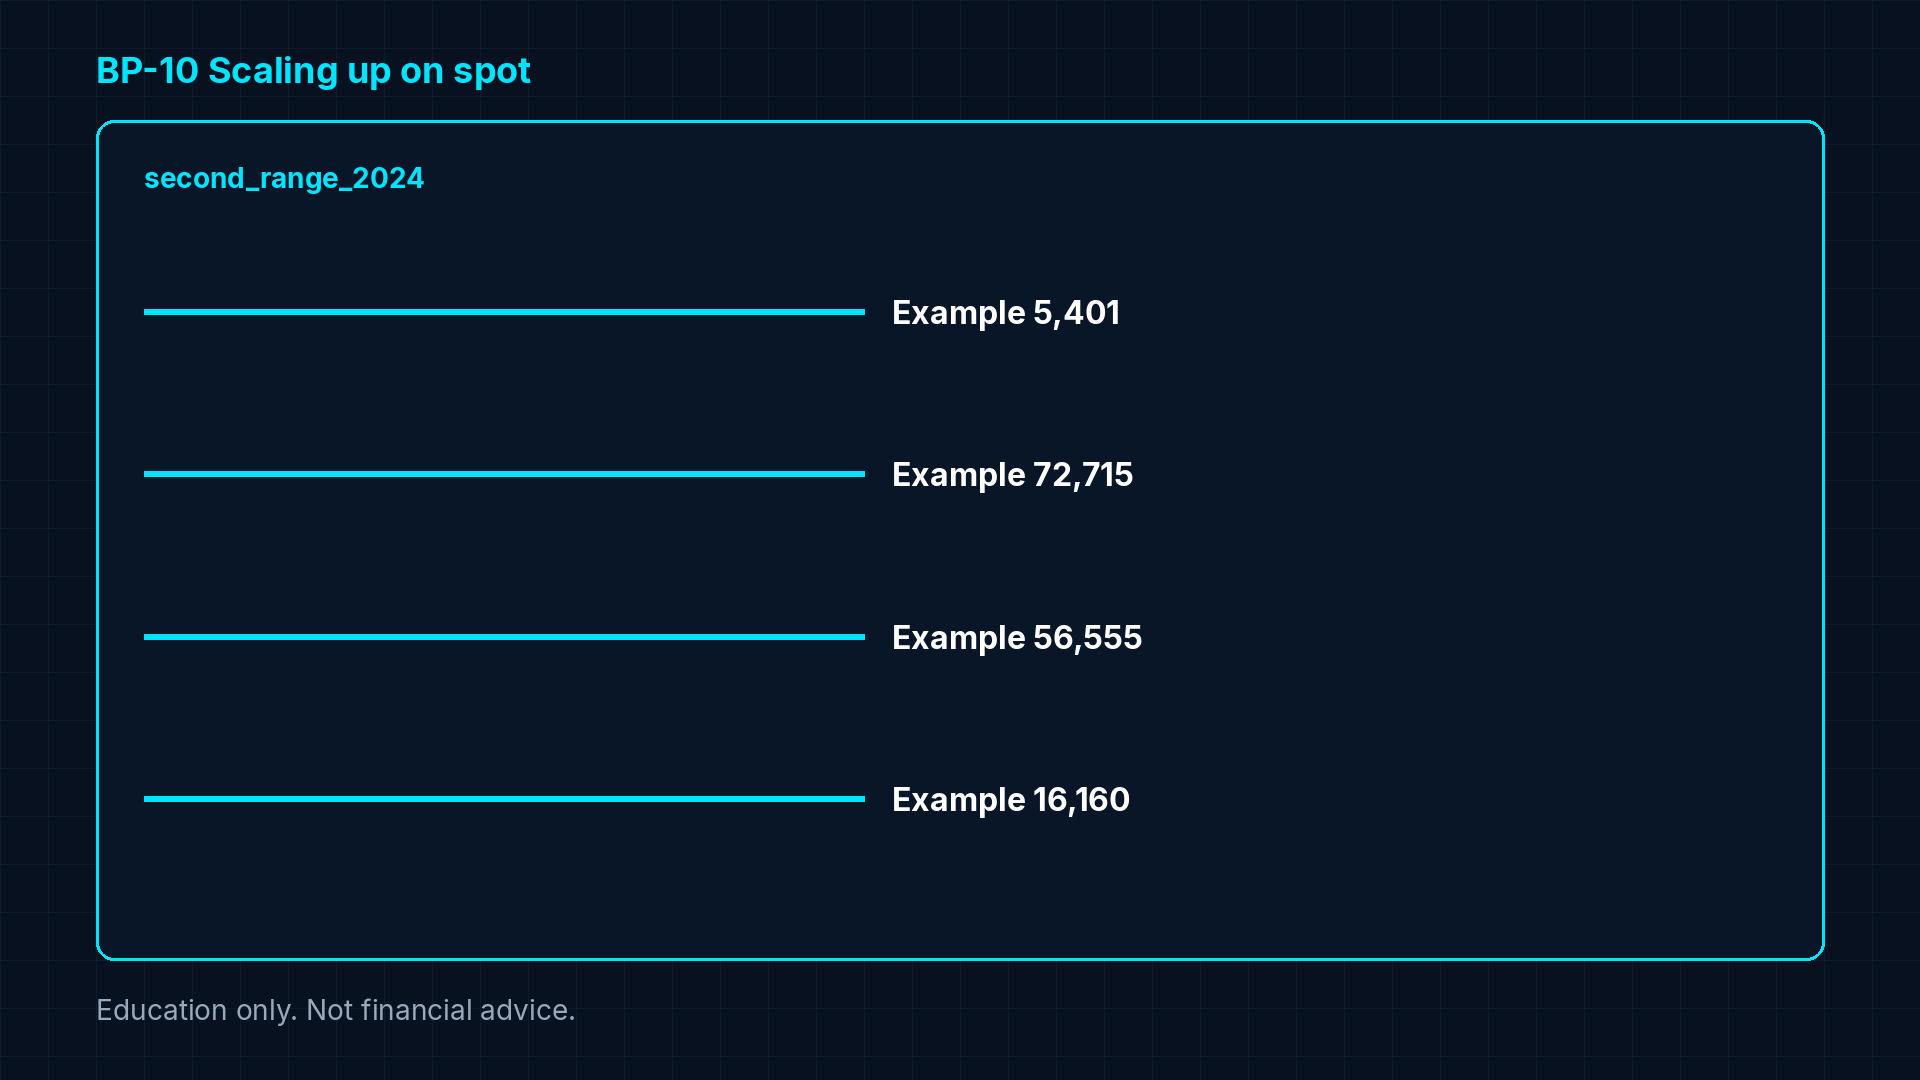 BP-10 Scaling up on spot
second_range_2024
Example 5,401
Example 72,715
Example 56,555
Example 16,160
Education only. Not financial advice.